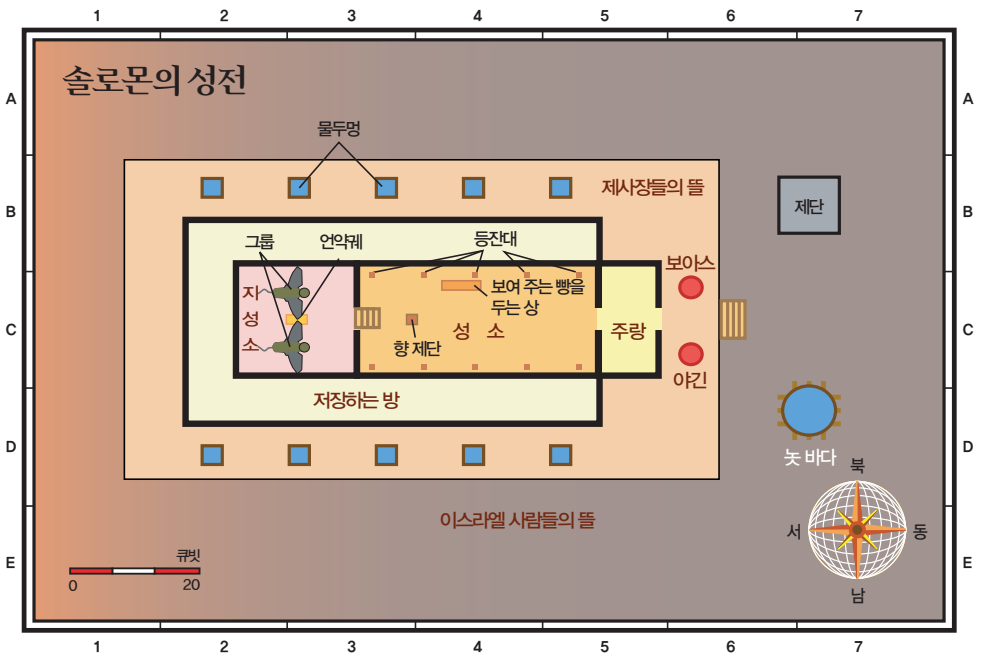 1 2 3 4 5 6 7
솔로몬의 성전
A A
물두멍
제사장들의 뜰
B B
제단
그룹 언약궤 등잔대
보아스
자
성
소
보여 주는 빵을
두는 상
C C
성 소
주랑
향 제단
야긴
저장하는 방
D D
놋 바다
북
이스라엘 사람들의 뜰
서 동
큐빗
E E
0 20
남
1 2 3 4 5 6 7